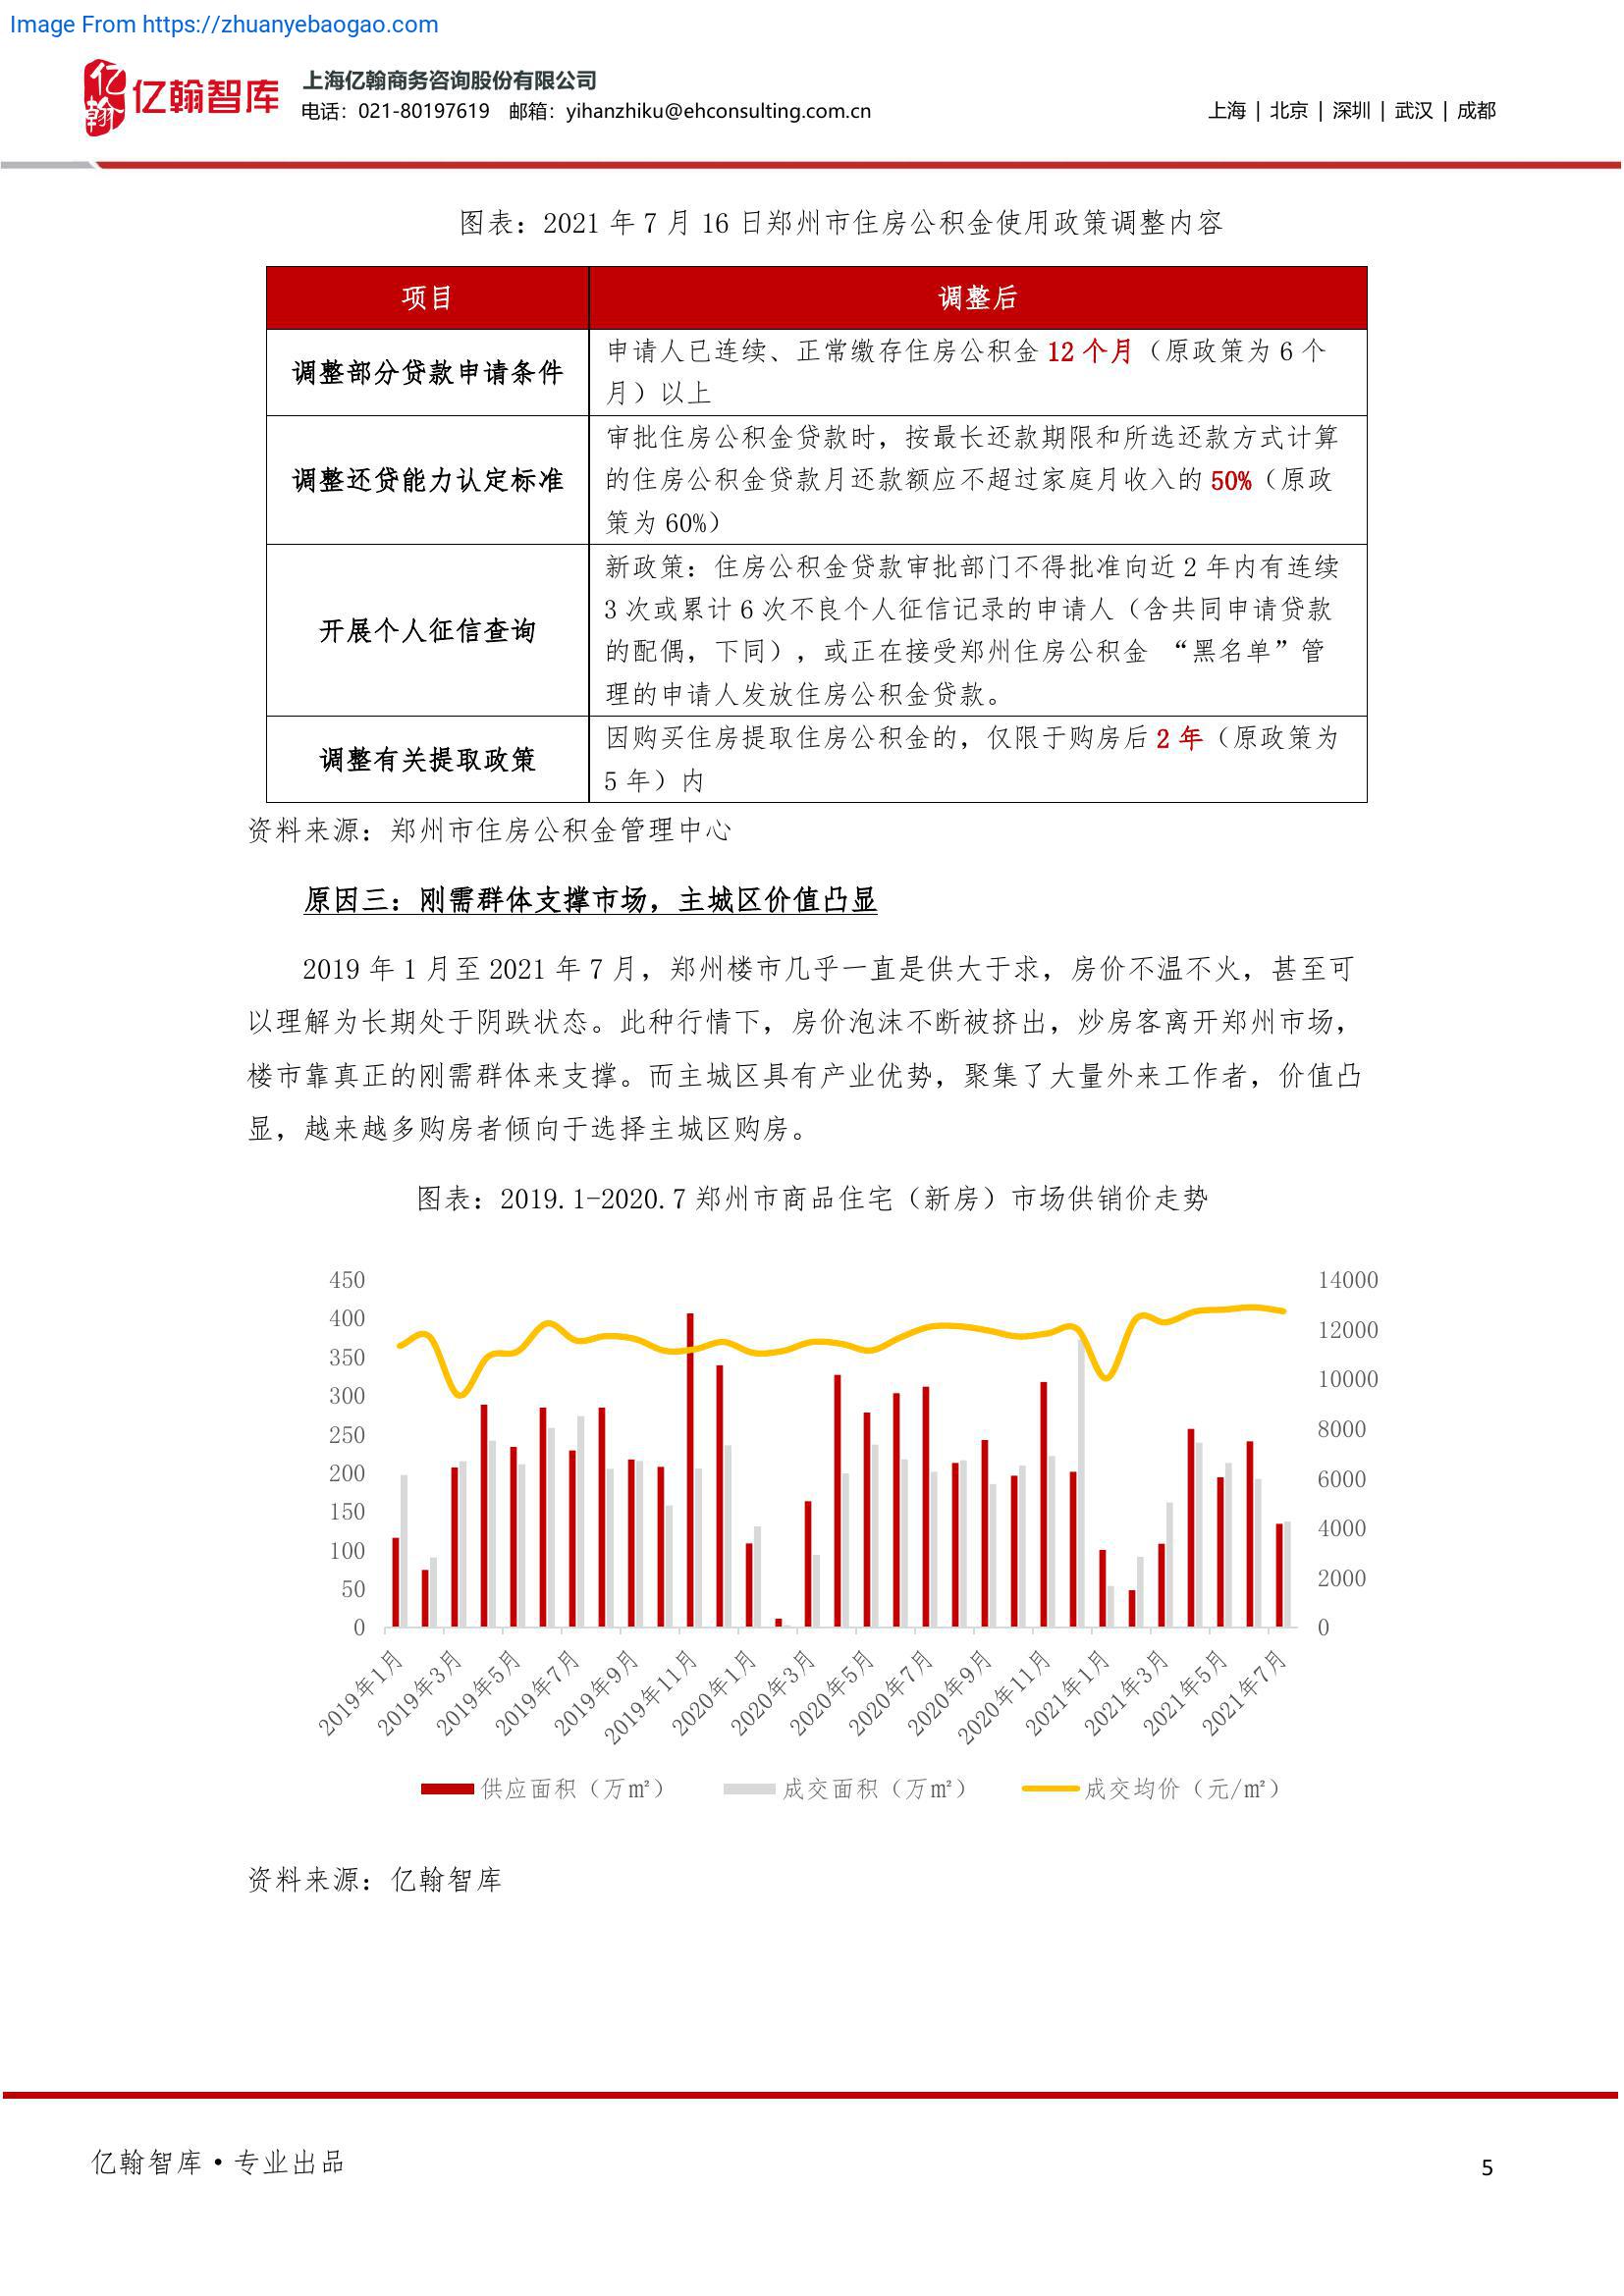 Image From https://zhuanyebaogao.com
亿翰
亿翰智库
上海亿翰商务咨询股份有限公司
电话：021-80197619 邮箱：yihanzhiku@ehconsulting.com.cn
上海 | 北京 | 深圳 | 武汉 | 成都
图表：2021 年 7 月 16 日郑州市住房公积金使用政策调整内容
项目 调整后
调整部分贷款申请条件
申请人已连续、正常缴存住房公积金 12 个月（原政策为 6 个
月）以上
调整还贷能力认定标准
审批住房公积金贷款时，按最长还款期限和所选还款方式计算
的住房公积金贷款月还款额应不超过家庭月收入的 50%（原政
策为 60%）
开展个人征信查询
新政策：住房公积金贷款审批部门不得批准向近 2 年内有连续
3 次或累计 6 次不良个人征信记录的申请人（含共同申请贷款
的配偶，下同），或正在接受郑州住房公积金 “黑名单”管
理的申请人发放住房公积金贷款。
调整有关提取政策
因购买住房提取住房公积金的，仅限于购房后 2 年（原政策为
5 年）内
资料来源：郑州市住房公积金管理中心
原因三：刚需群体支撑市场，主城区价值凸显
2019 年 1 月至 2021 年 7 月，郑州楼市几乎一直是供大于求，房价不温不火，甚至可
以理解为长期处于阴跌状态。此种行情下，房价泡沫不断被挤出，炒房客离开郑州市场，
楼市靠真正的刚需群体来支撑。而主城区具有产业优势，聚集了大量外来工作者，价值凸
显，越来越多购房者倾向于选择主城区购房。
图表：2019.1-2020.7 郑州市商品住宅（新房）市场供销价走势
450
400
350
300
250
200
150
100
50
0
14000
12000
10000
8000
6000
4000
2000
0
2019年1月
2019年3月
2019年5月
2019年7月
2019年9月
2019年11月
2020年1月
2020年3月
2020年5月
2020年7月
2020年9月
2020年11月
2021年1月
2021年3月
2021年5月
2021年7月
供应面积（万㎡） 成交面积（万㎡） 成交均价（元/㎡）
资料来源：亿翰智库
亿翰智库•专业出品
5